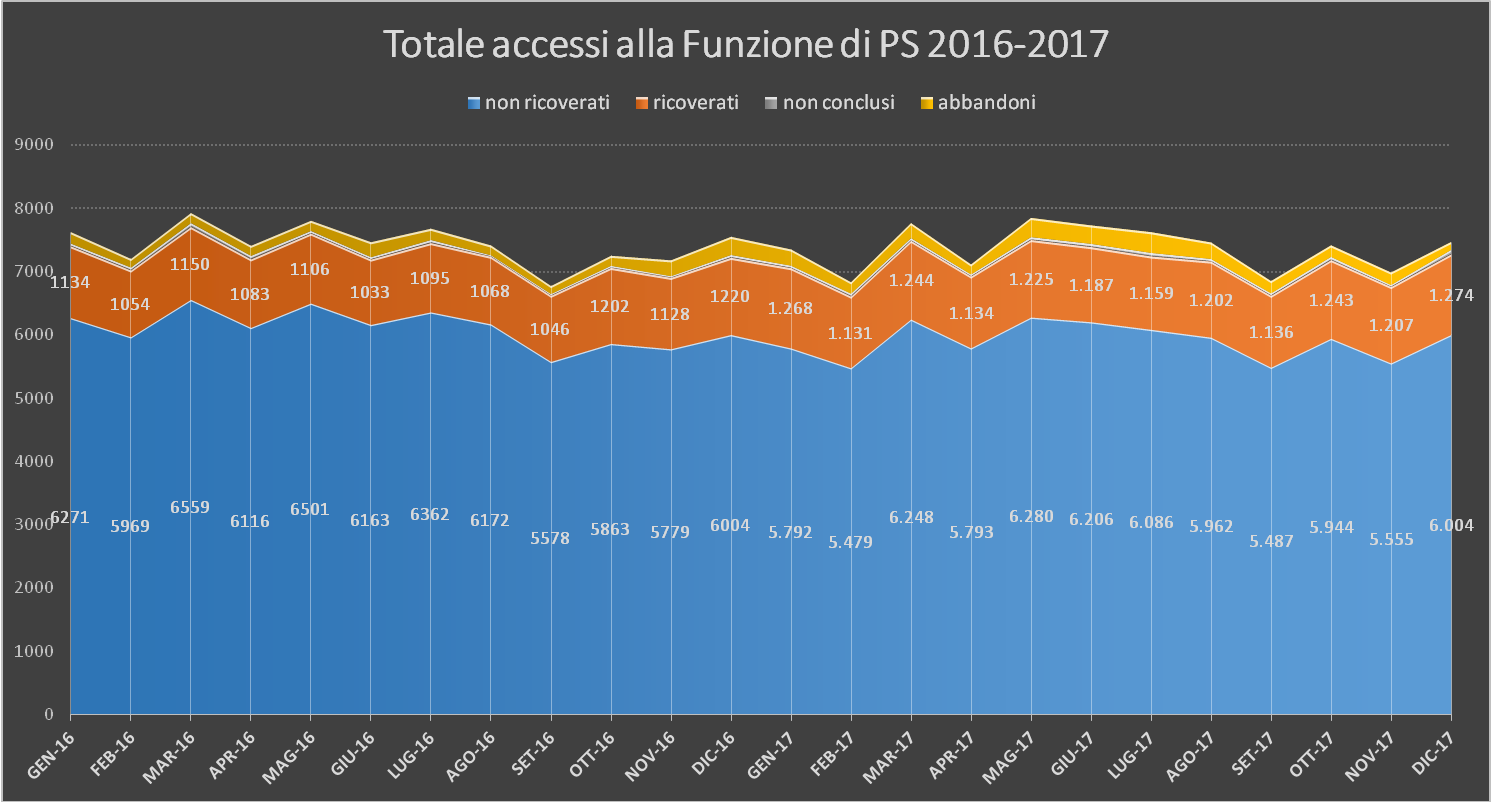 Totale accessi alla Funzione di PS 2016-2017
non ricoverati ricoverati non conclusi abbandoni
9000
8000
7000
6000
5000
4000
3000
2000
1000
0
1134 1054 1150 1083 1106 1033 1095 1068 1046 1202 1128 1220 1.268 1.131 1.244 1.134 1.225 1.187 1.159 1.202 1.136 1.243 1.207 1.274
6271 5969 6559 6116 6501 6163 6362 6172 5578 5863 5779 6004 5.792 5.479 6.248 5.793 6.280 6.206 6.086 5.962 5.487 5.944 5.555 6.004
GEN-16 FEB-16 MAR-16 APR-16 MAG-16 GIU-16 LUG-16 AGO-16 SET-16 OTT-16 NOV-16 DIC-16 GEN-17 FEB-17 MAR-17 APR-17 MAG-17 GIU-17 LUG-17 AGO-17 SET-17 OTT-17 NOV-17 DIC-17